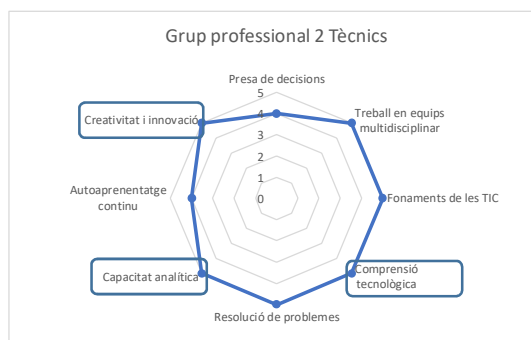 Grup professional 2 Tècnics
Presa de decisions
5
4
3
2
1
0
Treball en equips
multidisciplinar
Fonaments de les TIC
Comprensió
tecnològica
Resolució de problemes
Capacitat analítica
Autoaprenentatge
continu
Creativitat i innovació